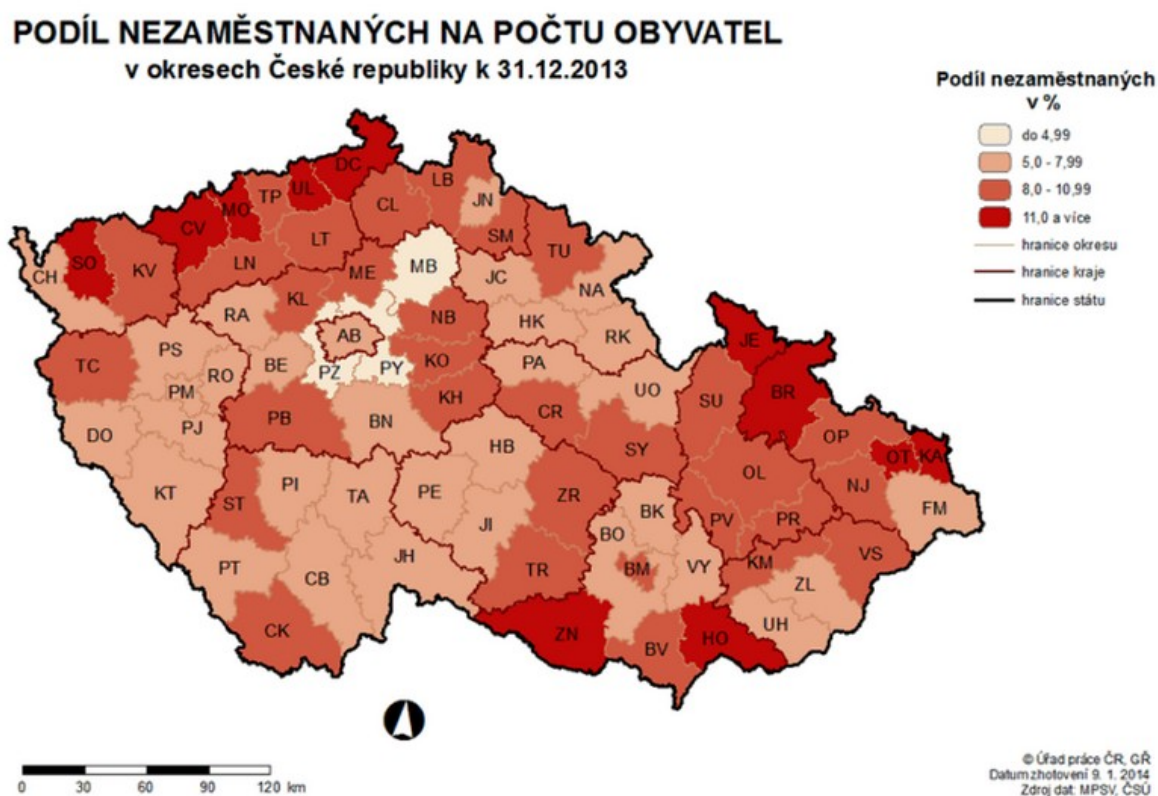 PODÍL NEZAMĚSTNANÝCH NA POČTU OBYVATEL
v okresech České republiky k 31.12.2013
Podíl nezaměstnaných
v %
do 4,99
5,0 - 7,99
8,0 - 10,99
11,0 a více
hranice okresu
hranice kraje
hranice státu
DC
LB
UL
TP
MO
JN
CL
CV
SM
LT
TU
SO
KV
CH
LN
ME
MB
JC
NA
KL
RA
NB
HK
AB
RK
JE
PS
TC
BE
PZ
PY
KO
PA
RO
PM
UO
BR
SU
KH
CR
PB
BN
PJ
DO
OP
HB
SY
OT
KA
OL
KT
ST
PI
TA
PE
ZR
NJ
FM
BK
PV
PR
JI
BO
VS
JH
PT
CB
TR
BM
VY
KM
ZL
CK
ZN
BV
HO
UH
0 30 60 90 120 km
© Úřad práce ČR, GŘ
Datum zhotovení 9. 1. 2014
Zdroj dat: MPSV, ČSÚ